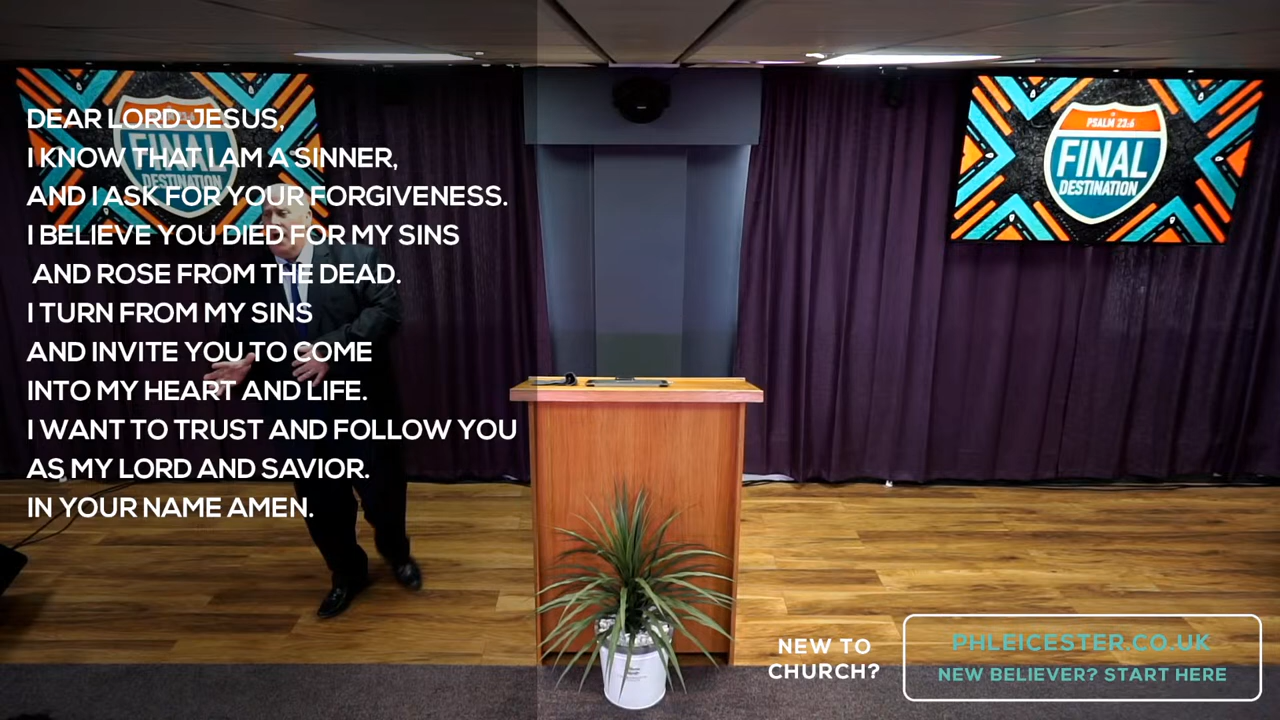 DEAR LORD JESUS,
I KNOW THAT I AM A SINNER,
AND I ASK FOR YOUR FORGIVENESS.
I BELIEVE YOU DIED FOR MY SINS
AND ROSE FROM THE DEAD.
I TURN FROM MY SINS
AND INVITE YOU TO COME
INTO MY HEART AND LIFE.
I WANT TO TRUST AND FOLLOW YOU
AS MY LORD AND SAVIOR.
IN YOUR NAME AMEN.
FINAL
DESTINATION
PSALM 23:6
FINAL
DESTINATION
NEW TO
CHURCH?
PHLEICESTER.CO.UK
NEW BELIEVER? START HERE